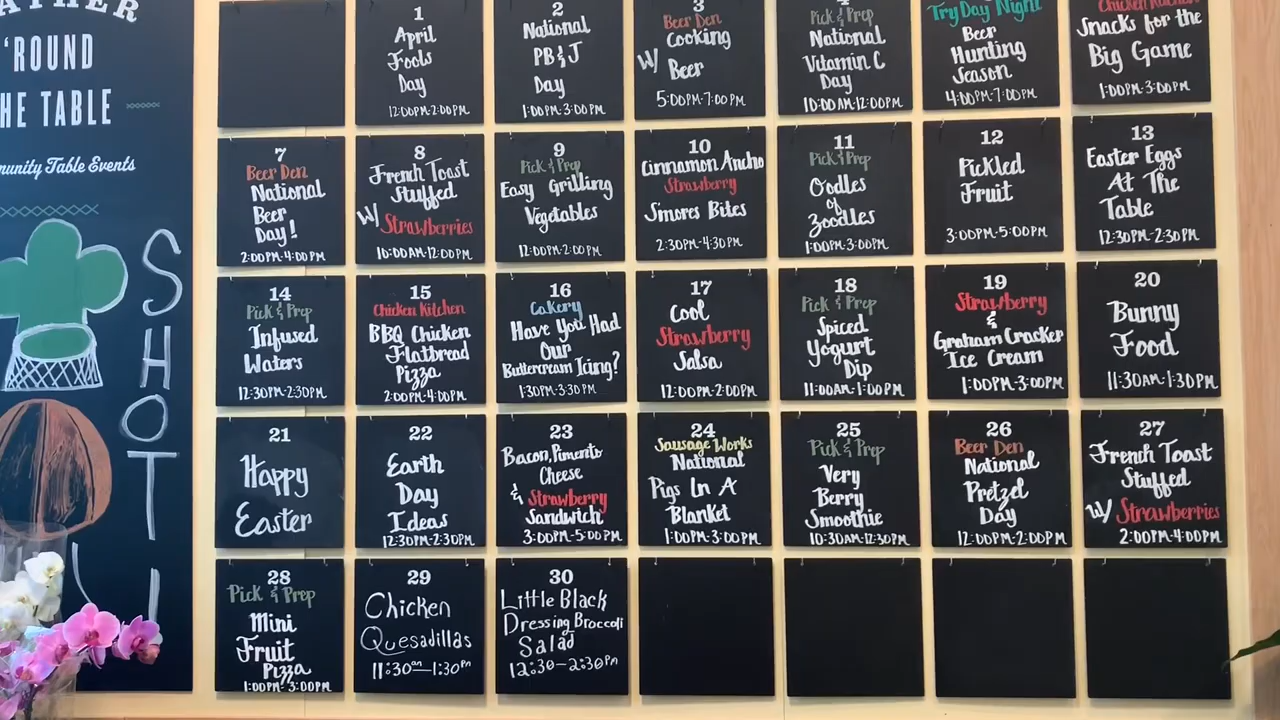 'ROUND
HE TABLE
munity Table Events
SHOT
1
April
Fools
Day
12:00PM-2:00PM
2
National
PB & J
Day
1:00PM-3:00PM
3
Beer Den
Cooking
w/ Beer
5:00PM-7:00PM
Pick & Prep
National
Vitamin C
Day
10:00AM-12:00PM
Try Day Night
Beer
Hunting
Season
4:00PM-7:00PM
Chicken Kitchen
Snacks for the
Big Game
1:00PM-3:00PM
7
Beer Den
National
Beer
Day!
2:00PM-4:00PM
8
French Toast
Stuffed
w/ Strawberries
10:00AM-12:00PM
9
Pick & Prep
Easy Grilling
Vegetables
12:00PM-2:00PM
10
Cinnamon Ancho
Strawberry
Smores Bites
2:30PM-4:30PM
11
Pick & Prep
Oodles
of
Zoodles
1:00PM-3:00PM
12
Pickled
Fruit
3:00PM-5:00PM
13
Easter Eggs
At The
Table
12:30PM-2:30PM
14
Pick & Prep
Infused
Waters
12:30PM-2:30PM
15
Chicken Kitchen
BBQ Chicken
Flatbread
Pizza
2:00PM-4:00PM
16
Cakery
Have You Had
Our
Buttercream Icing?
1:30PM-3:30PM
17
Cool
Strawberry
Salsa
12:00PM-2:00PM
18
Pick & Prep
Spiced
Yogurt
Dip
11:00AM-1:00PM
19
Strawberry
&
Graham Cracker
Ice Cream
1:00PM-3:00PM
20
Bunny
Food
11:30AM-1:30PM
21
Happy
Easter
22
Earth
Day
Ideas
12:30PM-2:30PM
23
Bacon, Pimento
Cheese
& Strawberry
Sandwich
3:00PM-5:00PM
24
Sausage Works
National
Pigs In A
Blanket
1:00PM-3:00PM
25
Pick & Prep
Very
Berry
Smoothie
10:30AM-12:30PM
26
Beer Den
National
Pretzel
Day
12:00PM-2:00PM
27
French Toast
Stuffed
w/ Strawberries
2:00PM-4:00PM
28
Pick & Prep
Mini
Fruit
Pizza
1:00PM-3:00PM
29
Chicken
Quesadillas
11:30am-1:30pm
30
Little Black
Dressing Broccoli
Salad
12:30-2:30pm